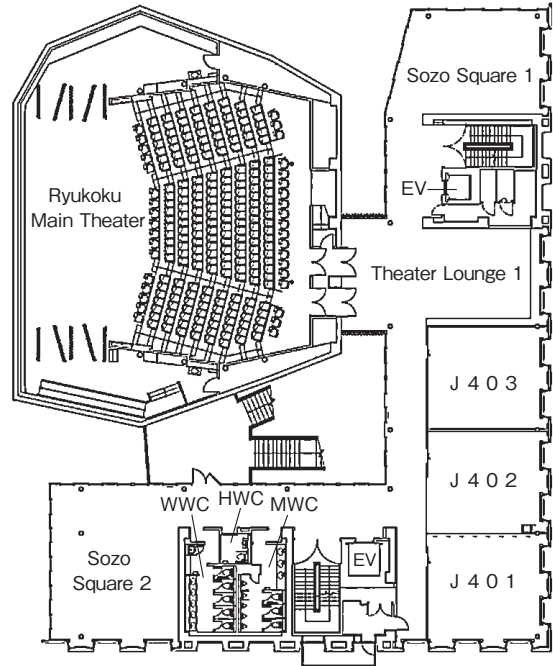 Sozo Square 1
EV
Ryukoku
Main Theater
Theater Lounge 1
J 4 0 3
J 4 0 2
WWC
HWC
MWC
EV
Sozo
Square 2
J 4 0 1